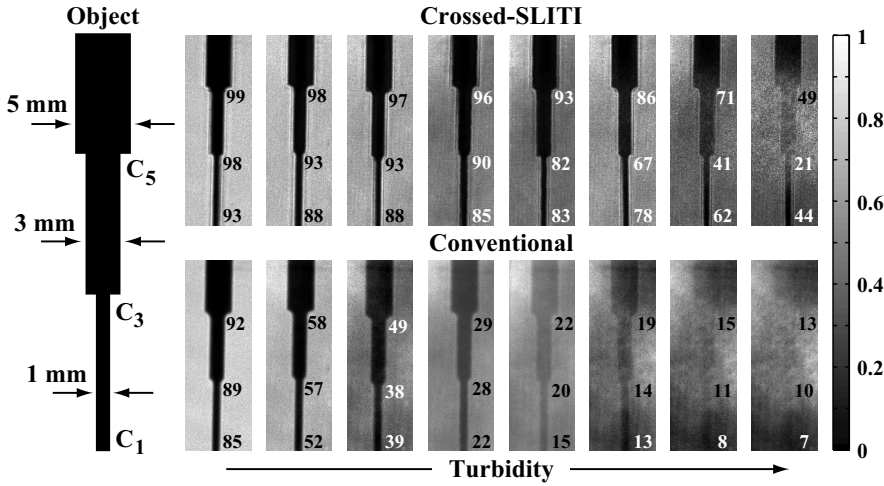 Object
Crossed-SLITI
5 mm
C5
3 mm
C3
1 mm
C1
99 98 97 96 93 86 71 49
98 93 93 90 82 67 41 21
93 88 88 85 83 78 62 44
Conventional
92 58 49 29 22 19 15 13
89 57 38 28 20 14 11 10
85 52 39 22 15 13 8 7
Turbidity
1
0.8
0.6
0.4
0.2
0